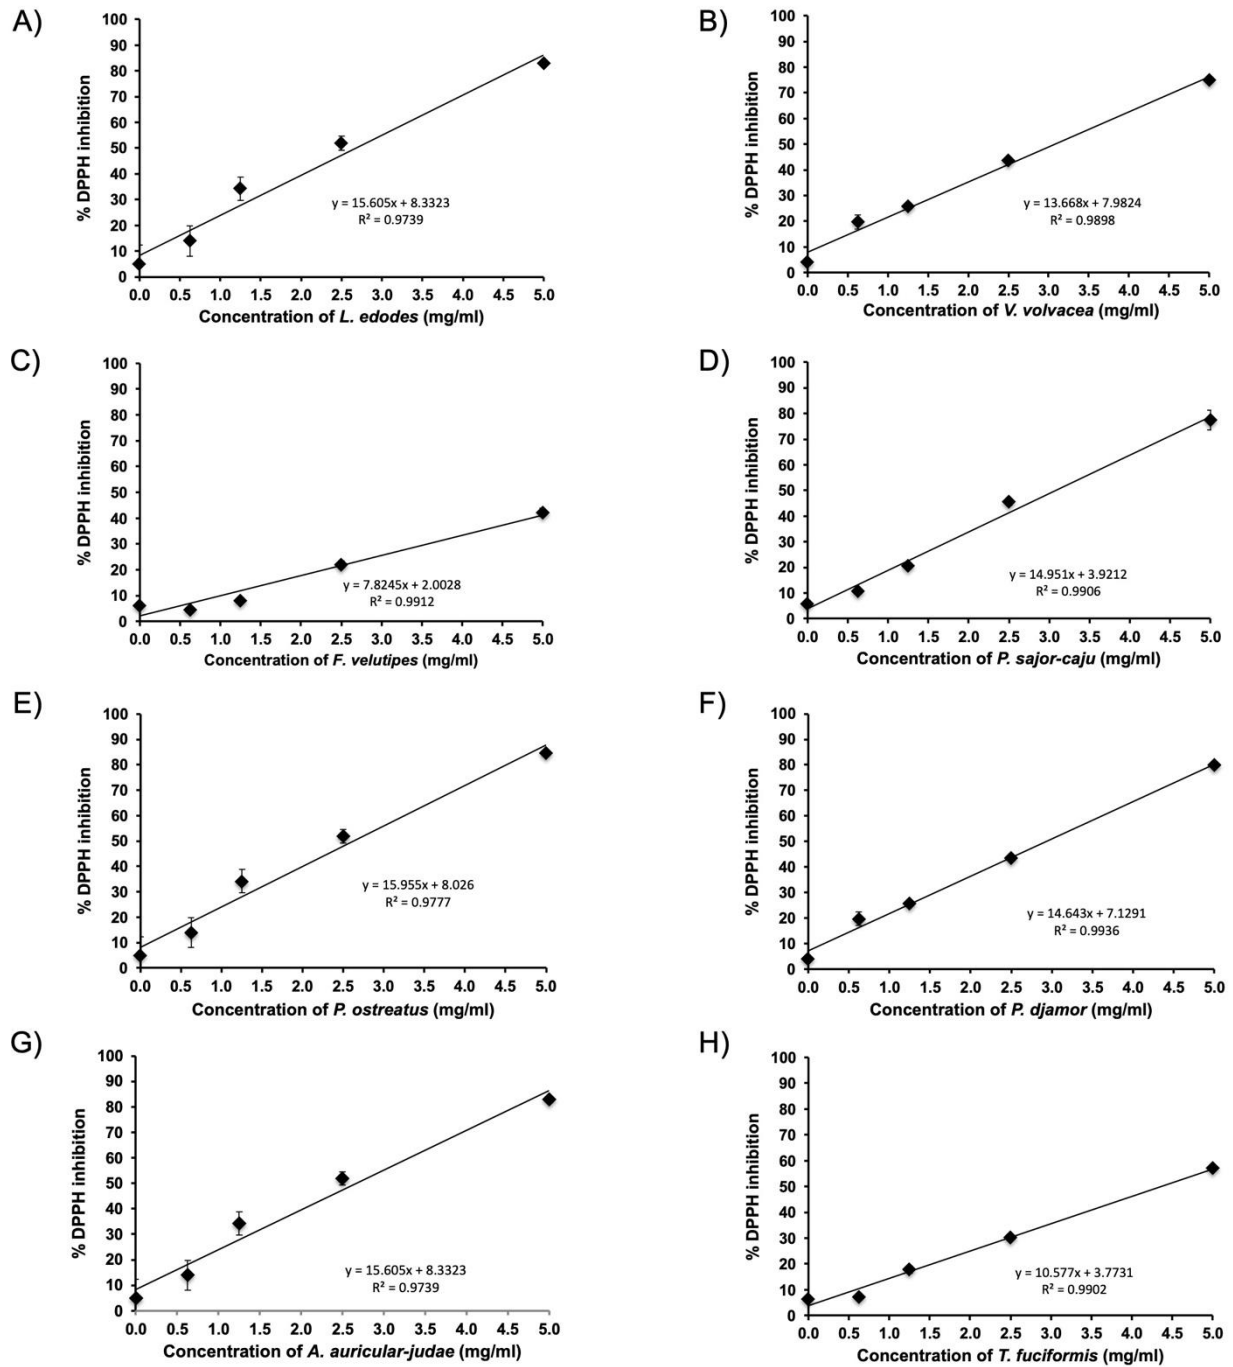 A)
% DPPH inhibition
100
90
80
70
60
50
40
30
20
10
0
y = 15.605x + 8.3323
R² = 0.9739
0.0 0.5 1.0 1.5 2.0 2.5 3.0 3.5 4.0 4.5 5.0
Concentration of L. edodes (mg/ml)
B)
% DPPH inhibition
100
90
80
70
60
50
40
30
20
10
0
y = 13.668x + 7.9824
R² = 0.9898
0.0 0.5 1.0 1.5 2.0 2.5 3.0 3.5 4.0 4.5 5.0
Concentration of V. volvacea (mg/ml)
C)
% DPPH inhibition
100
90
80
70
60
50
40
30
20
10
0
y = 7.8245x + 2.0028
R² = 0.9912
0.0 0.5 1.0 1.5 2.0 2.5 3.0 3.5 4.0 4.5 5.0
Concentration of F. velutipes (mg/ml)
D)
% DPPH inhibition
100
90
80
70
60
50
40
30
20
10
0
y = 14.951x + 3.9212
R² = 0.9906
0.0 0.5 1.0 1.5 2.0 2.5 3.0 3.5 4.0 4.5 5.0
Concentration of P. sajor-caju (mg/ml)
E)
% DPPH inhibition
100
90
80
70
60
50
40
30
20
10
0
y = 15.955x + 8.026
R² = 0.9777
0.0 0.5 1.0 1.5 2.0 2.5 3.0 3.5 4.0 4.5 5.0
Concentration of P. ostreatus (mg/ml)
F)
% DPPH inhibition
100
90
80
70
60
50
40
30
20
10
0
y = 14.643x + 7.1291
R² = 0.9936
0.0 0.5 1.0 1.5 2.0 2.5 3.0 3.5 4.0 4.5 5.0
Concentration of P. djamor (mg/ml)
G)
% DPPH inhibition
100
90
80
70
60
50
40
30
20
10
0
y = 15.605x + 8.3323
R² = 0.9739
0.0 0.5 1.0 1.5 2.0 2.5 3.0 3.5 4.0 4.5 5.0
Concentration of A. auricular-judae (mg/ml)
H)
% DPPH inhibition
100
90
80
70
60
50
40
30
20
10
0
y = 10.577x + 3.7731
R² = 0.9902
0.0 0.5 1.0 1.5 2.0 2.5 3.0 3.5 4.0 4.5 5.0
Concentration of T. fuciformis (mg/ml)